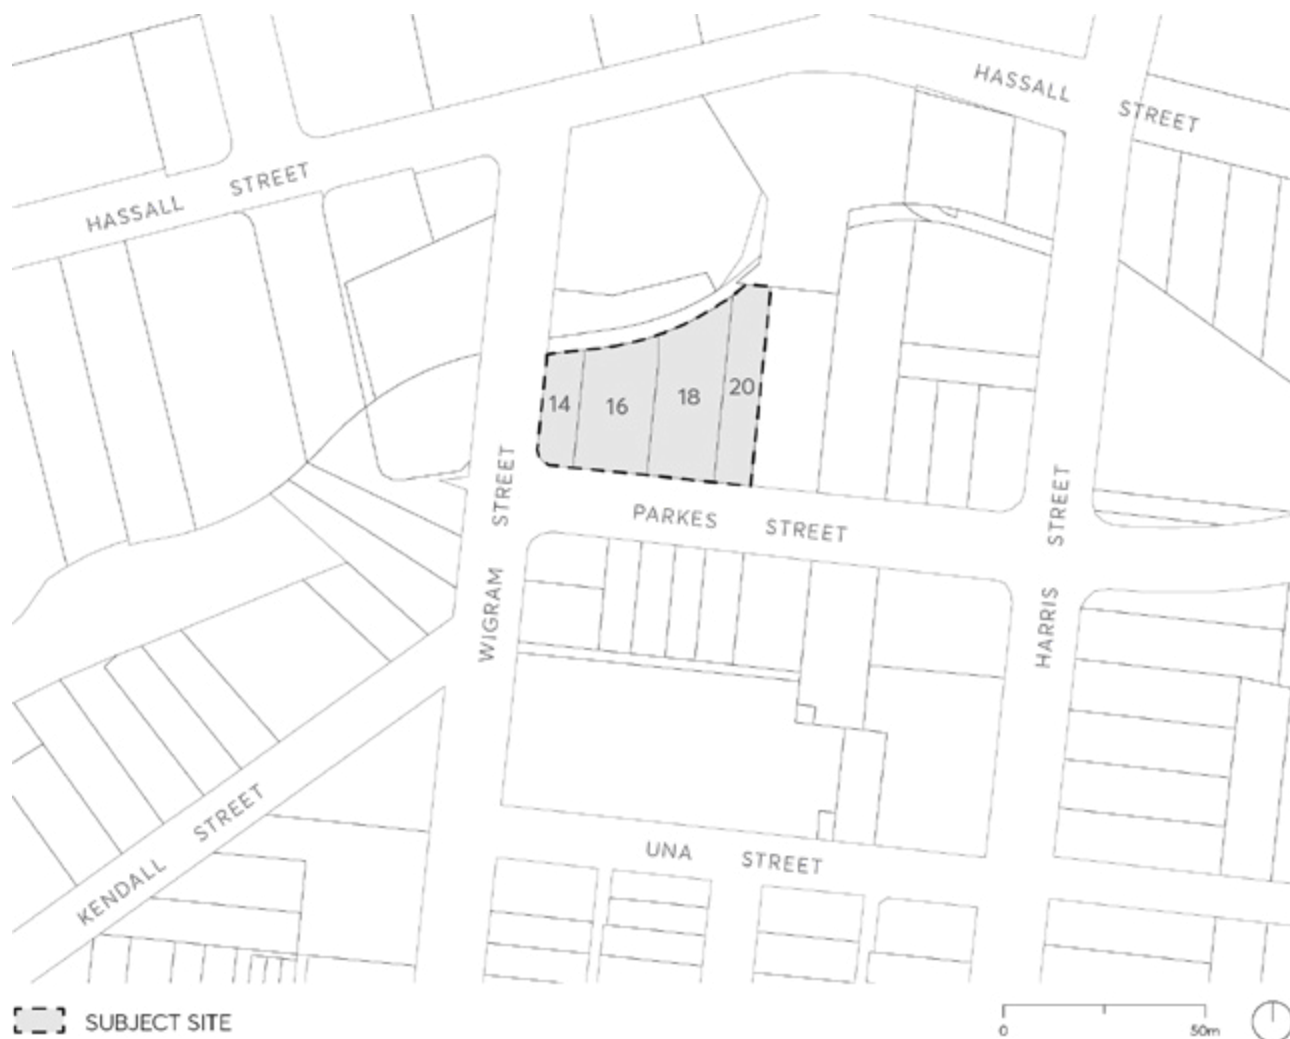 HASSALL STREET
HASSALL STREET
14
16
18
20
WIGRAM STREET
PARKES STREET
HARRIS STREET
KENDALL STREET
UNA STREET
SUBJECT SITE
0
50m